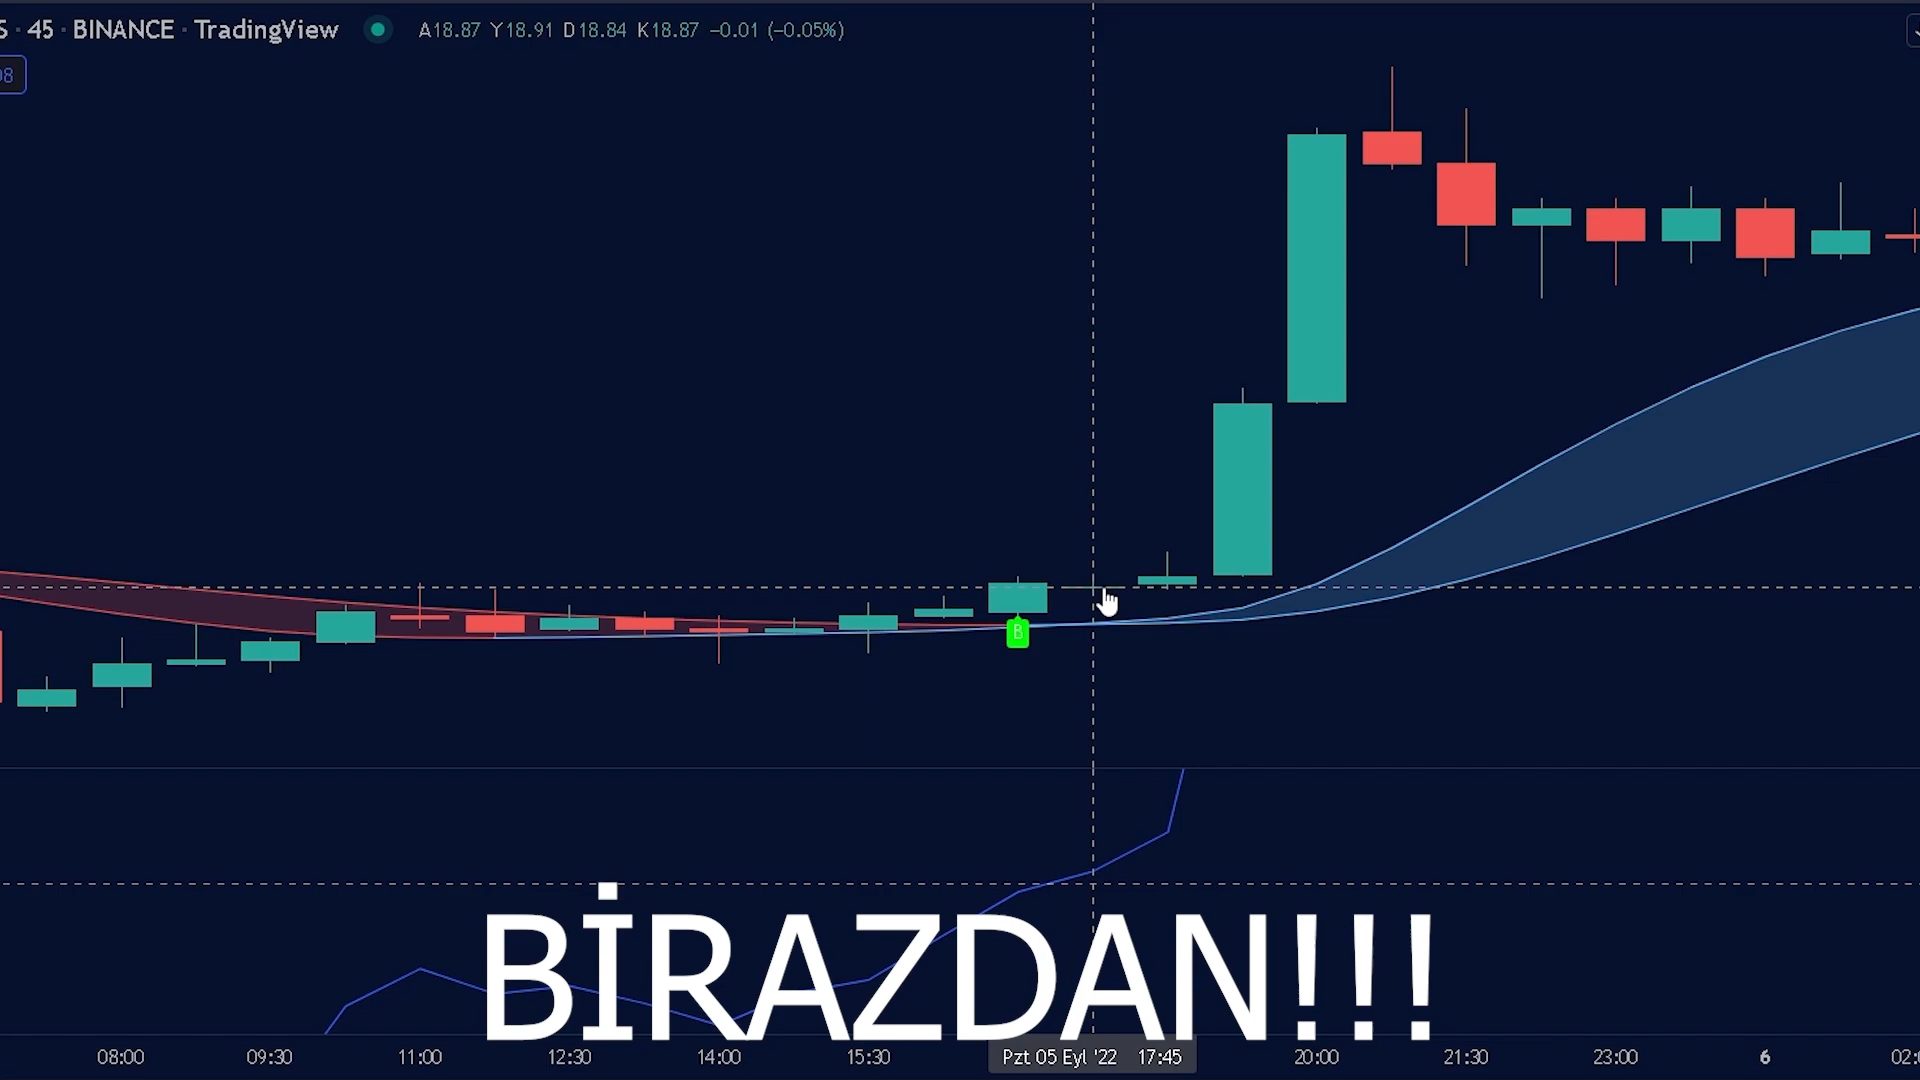 S · 45 · BINANCE · TradingView A18.87 Y18.91 D18.84 K18.87 −0.01 (−0.05%)
98
B
BİRAZDAN!!!
08:00 09:30 11:00 12:30 14:00 15:30 Pzt 05 Eyl '22 17:45 20:00 21:30 23:00 6 02: